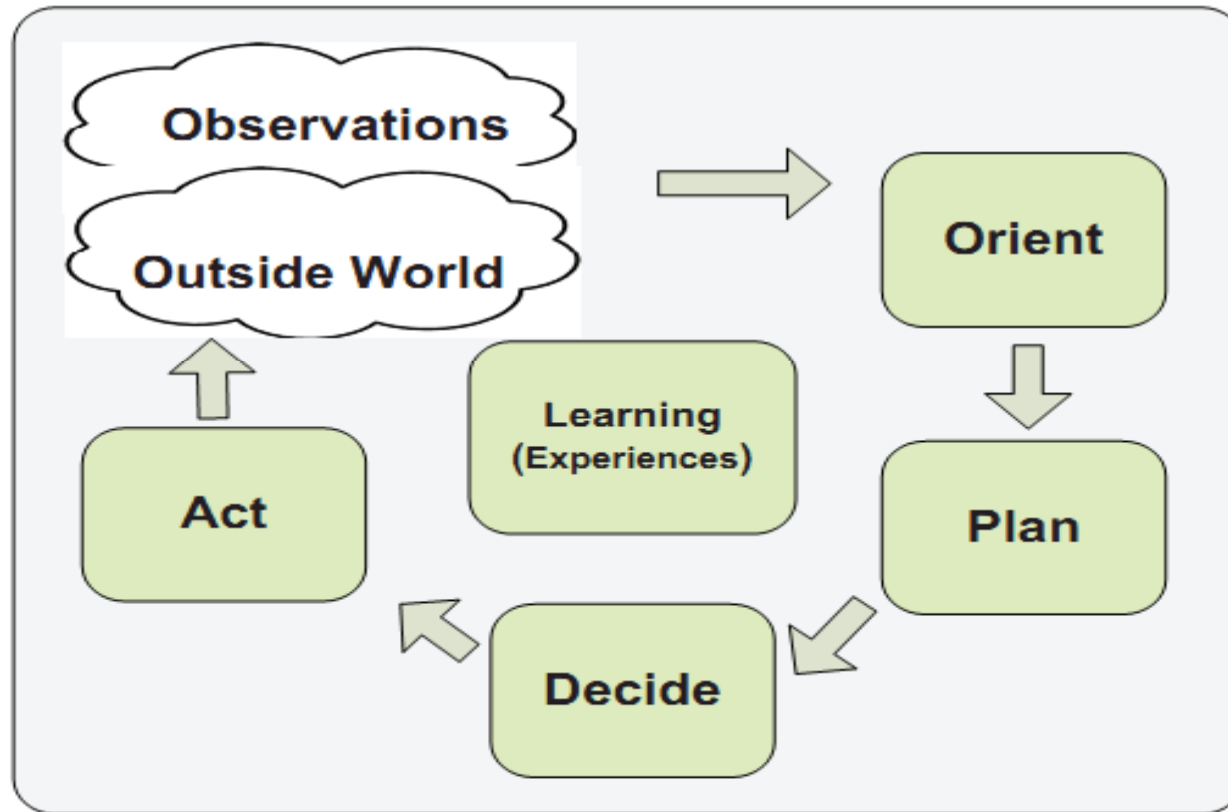 Observations
Outside World
Orient
Learning
(Experiences)
Act
Plan
Decide